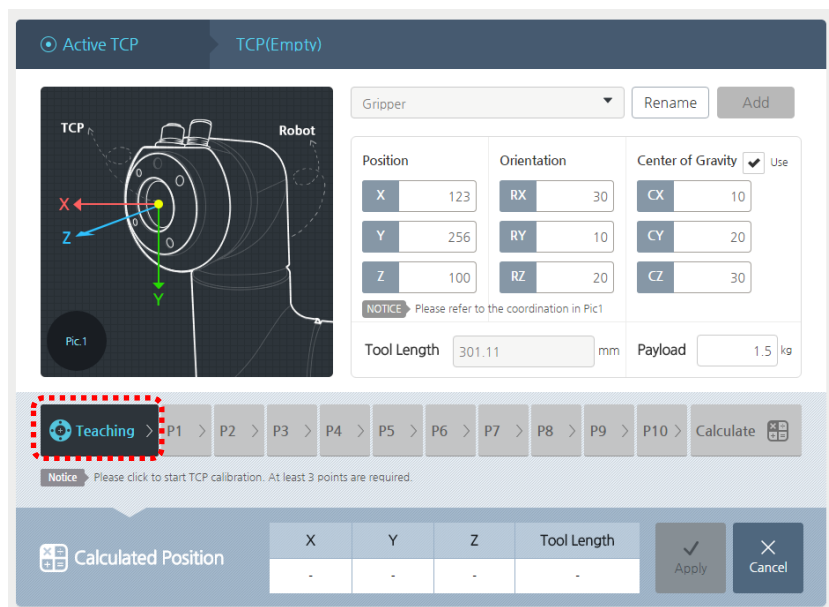 Active TCP
TCP(Empty)
Gripper
Rename
Add
TCP
Robot
X
Z
Y
Pic.1
Position
Orientation
Center of Gravity
Use
X 123
RX 30
CX 10
Y 256
RY 10
CY 20
Z 100
RZ 20
CZ 30
NOTICE Please refer to the coordination in Pic1
Tool Length 301.11 mm
Payload 1.5 kg
Teaching > P1 > P2 > P3 > P4 > P5 > P6 > P7 > P8 > P9 > P10 > Calculate
Notice Please click to start TCP calibration. At least 3 points are required.
Calculated Position
X Y Z Tool Length
- - - -
Apply
Cancel